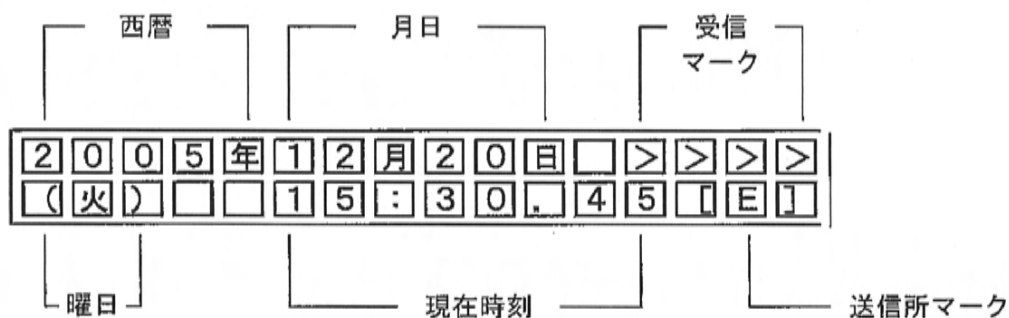 西暦
月日
受信
マーク
2005年12月20日 >>>>
(火) 15:30. 45[E]
曜日
現在時刻
送信所マーク